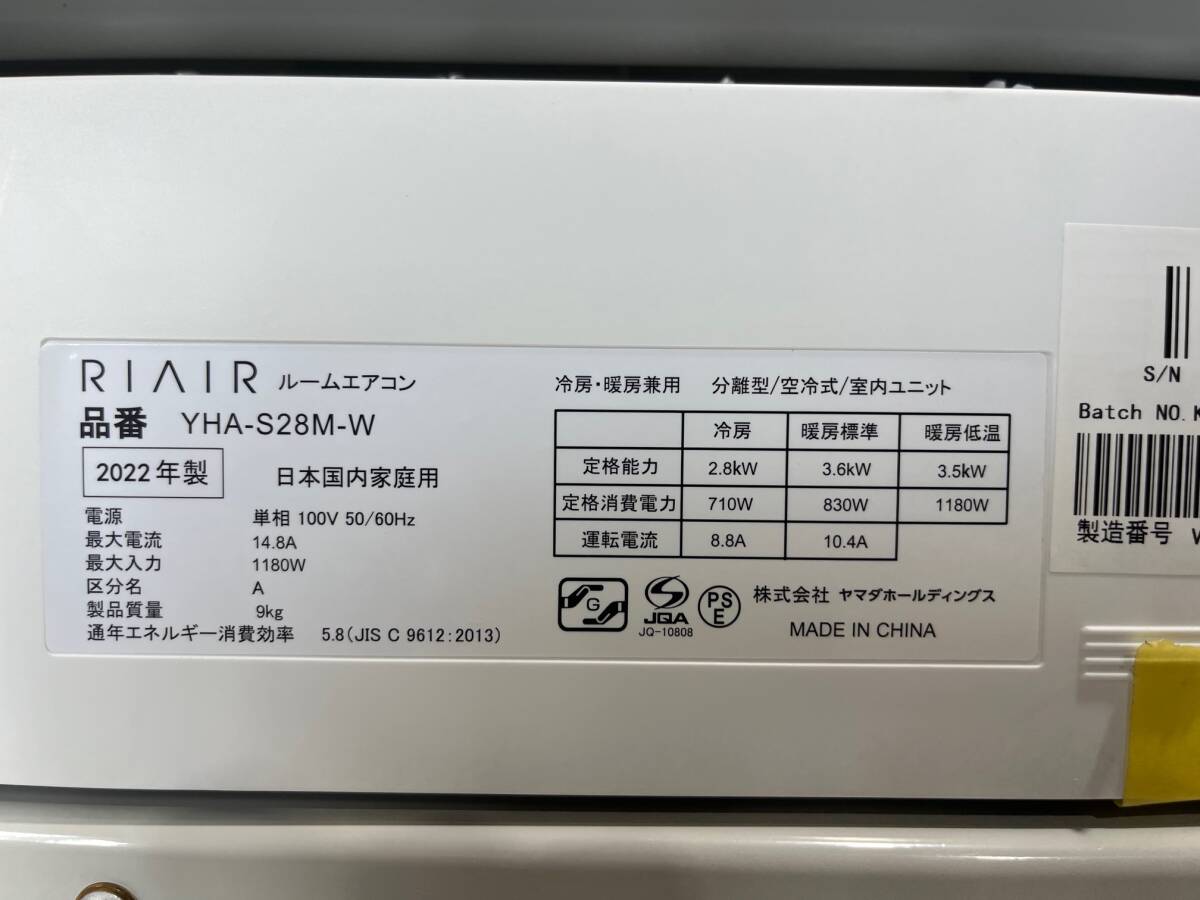 RIAIR ルームエアコン
品番 YHA-S28M-W
2022年製 日本国内家庭用
電源 単相 100V 50/60Hz
最大電流 14.8A
最大入力 1180W
区分名 A
製品質量 9kg
通年エネルギー消費効率 5.8(JIS C 9612:2013)
冷房・暖房兼用 分離型/空冷式/室内ユニット
冷房 暖房標準 暖房低温
定格能力 2.8kW 3.6kW 3.5kW
定格消費電力 710W 830W 1180W
運転電流 8.8A 10.4A
G JQA PSE 株式会社 ヤマダホールディングス
JQ-10808 MADE IN CHINA
S/N
Batch NO.
製造番号